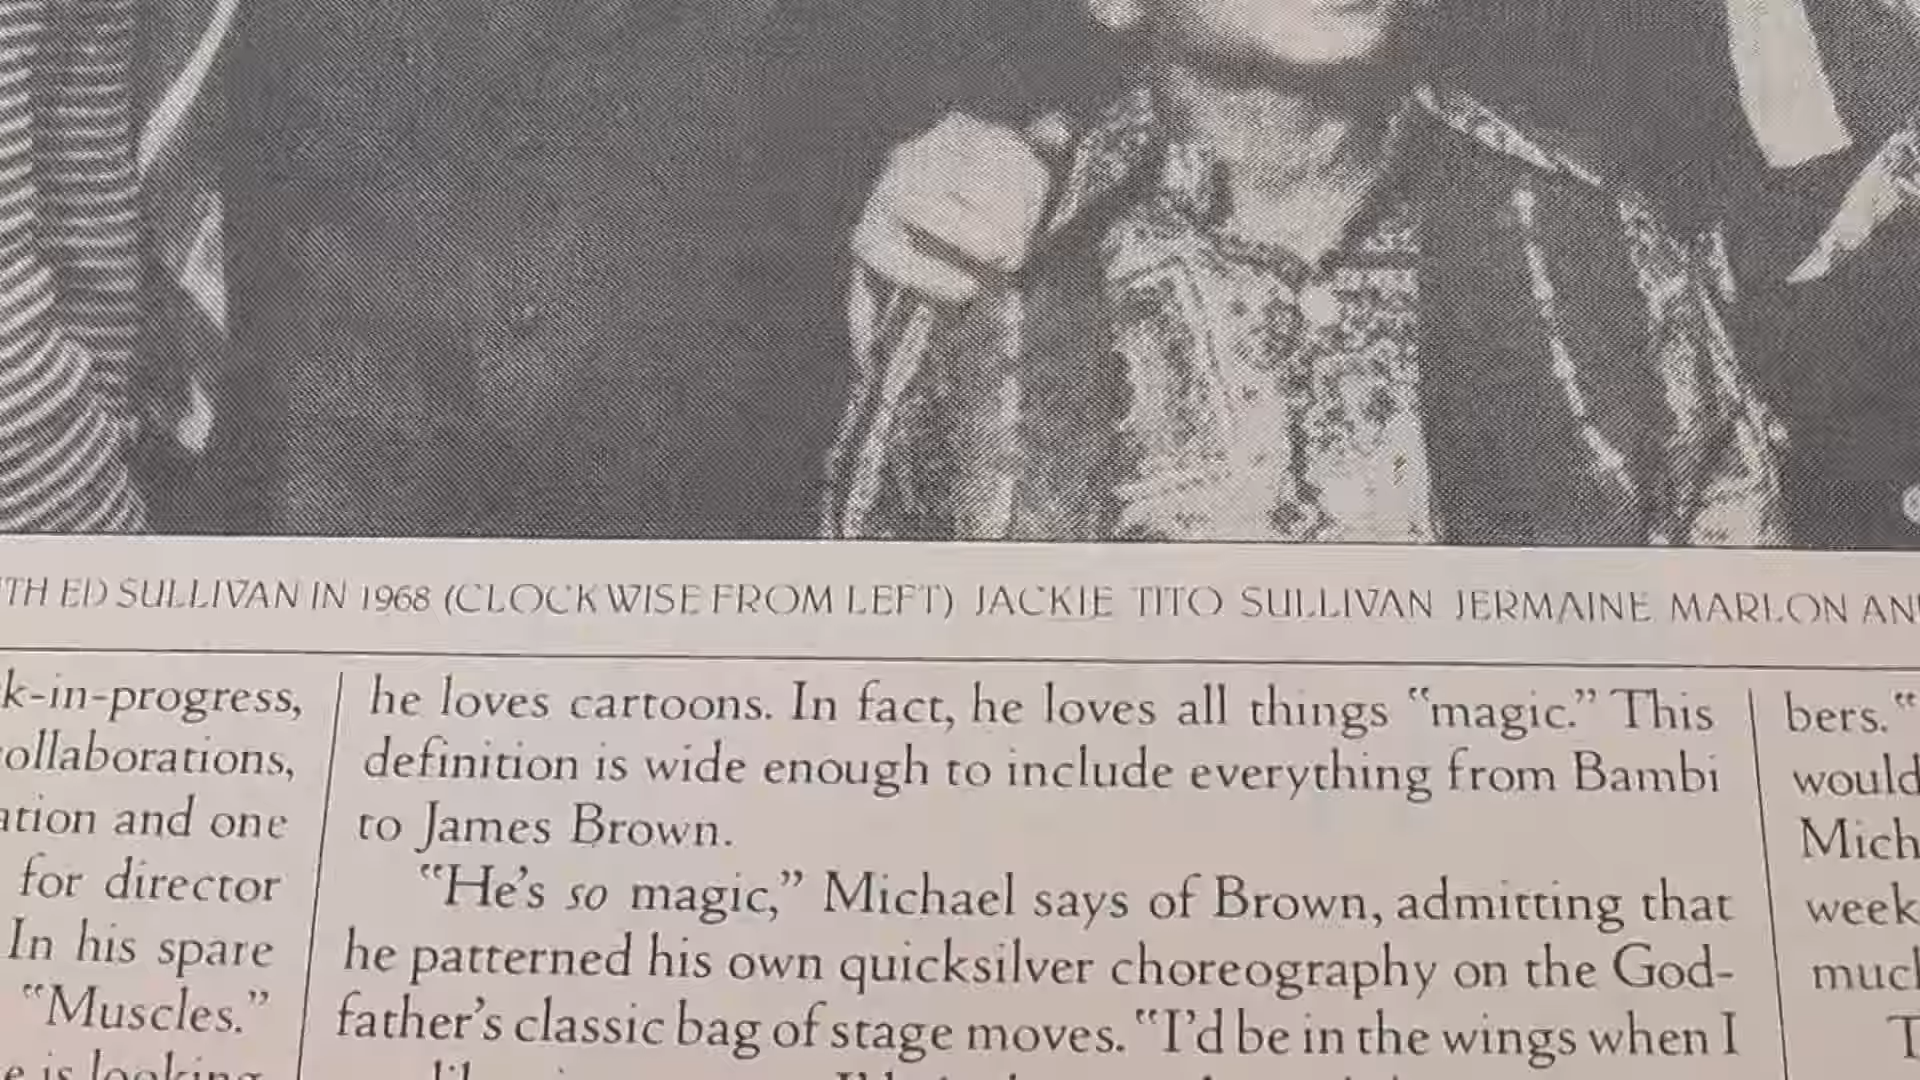 TH ED SULLIVAN IN 1968 (CLOCKWISE FROM LEFT) JACKIE TITO SULLIVAN JERMAINE MARLON AN
k-in-progress,
ollaborations,
ation and one
for director
In his spare
"Muscles."
e is looking
he loves cartoons. In fact, he loves all things "magic." This
definition is wide enough to include everything from Bambi
to James Brown.
"He's so magic," Michael says of Brown, admitting that
he patterned his own quicksilver choreography on the God-
father's classic bag of stage moves. "I'd be in the wings when I
bers. "
would
Mich
week
much
T